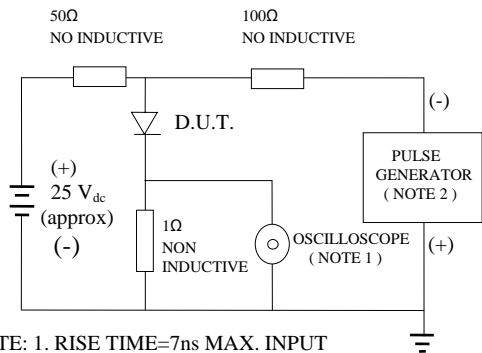 50Ω
NO INDUCTIVE
100Ω
NO INDUCTIVE
(-)
D.U.T.
PULSE
GENERATOR
( NOTE 2 )
(+)
25 Vdc
(approx)
(-)
1Ω
NON
INDUCTIVE
OSCILLOSCOPE
( NOTE 1 )
(+)
TE: 1. RISE TIME=7ns MAX. INPUT